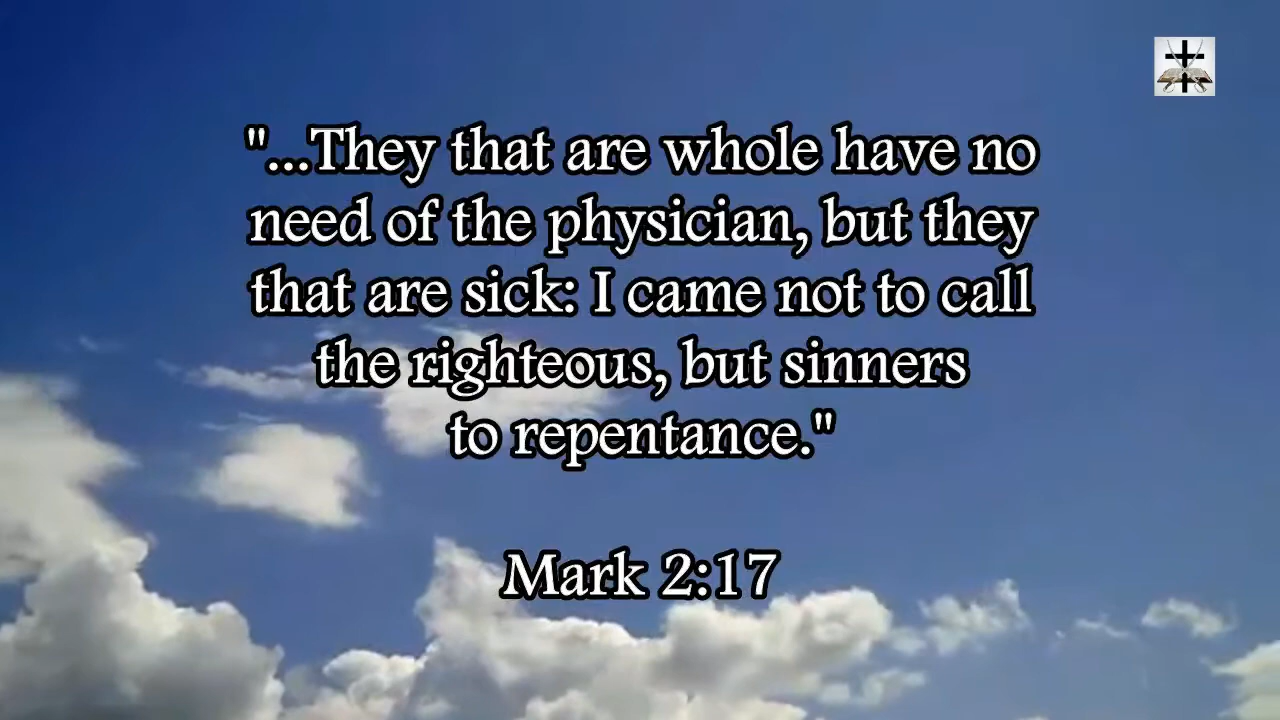 "...They that are whole have no
need of the physician, but they
that are sick: I came not to call
the righteous, but sinners
to repentance."
Mark 2:17